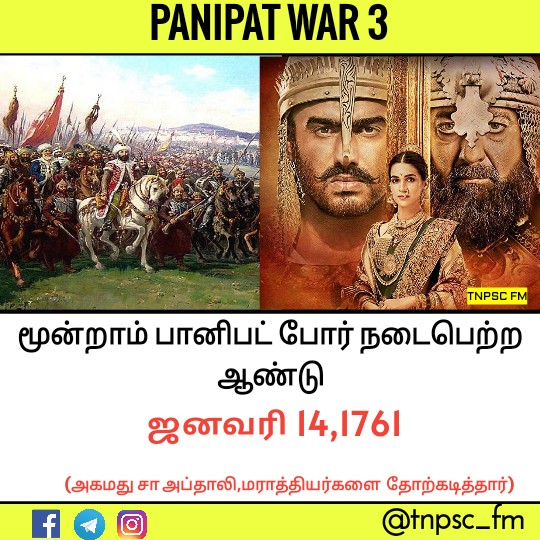 PANIPAT WAR 3
TNPSC FM
மூன்றாம் பானிபட் போர் நடைபெற்ற
ஆண்டு
ஜனவரி 14,1761
(அகமது சா அப்தாலி,மராத்தியர்களை தோற்கடித்தார்)
@tnpsc_fm